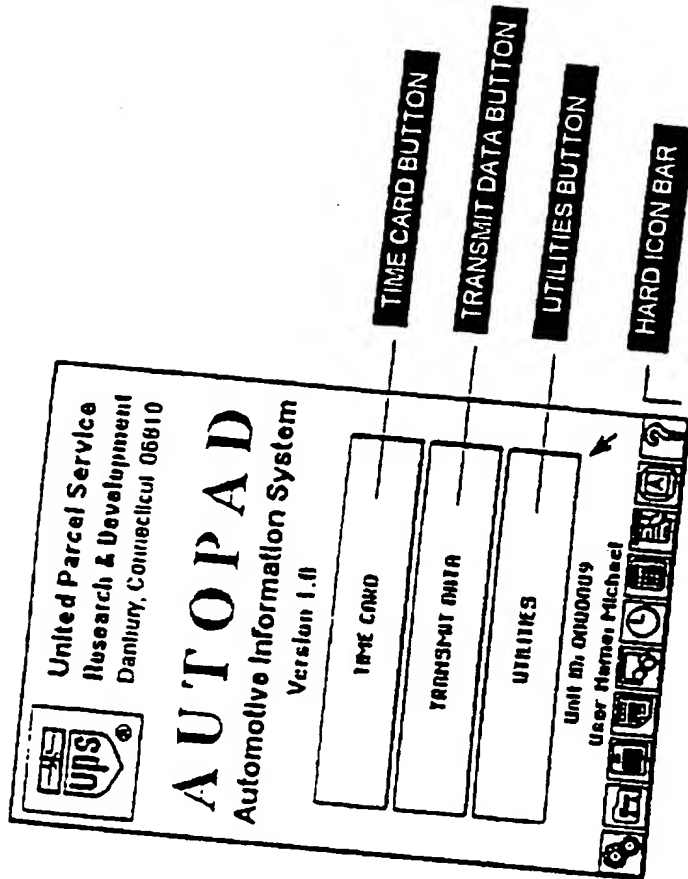 ups
®
United Parcel Service
Research & Development
Danbury, Connecticut 06810
AUTOPAD
Automotive Information System
Version 1.0
TIME CARD
TRANSMIT DATA
UTILITIES
User Name: Michael
?
TIME CARD BUTTON
TRANSMIT DATA BUTTON
UTILITIES BUTTON
HARD ICON BAR